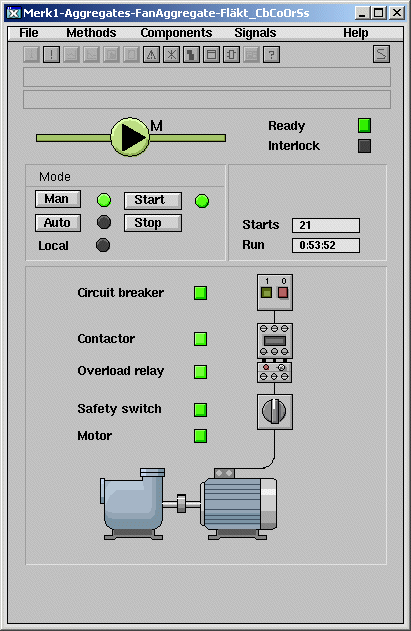 Merk1-Aggregates-FanAggregate-Fläkt_CbCoOrSs
File Methods Components Signals Help
M
Ready
Interlock
Mode
Man Start
Auto Stop
Local
Starts 21
Run 0:53:52
Circuit breaker
1 0
Contactor
Overload relay
Safety switch
Motor